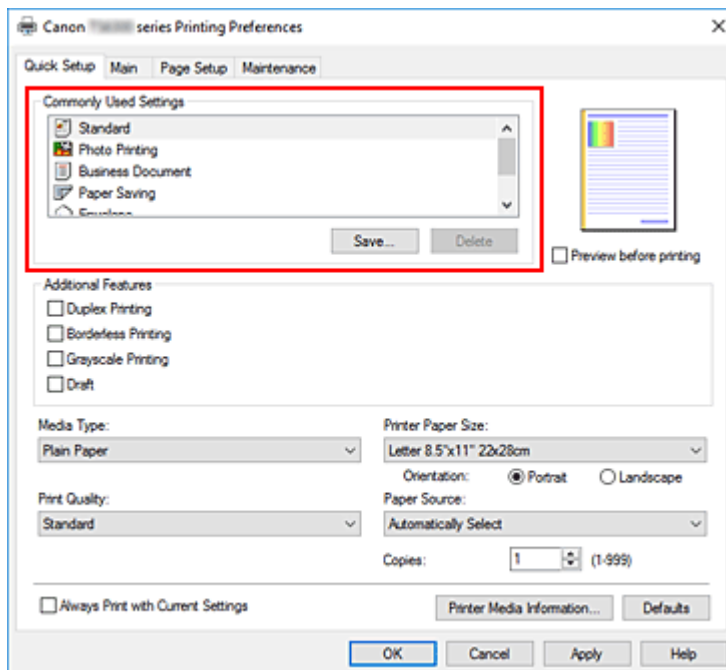 Canon series Printing Preferences
Quick Setup Main Page Setup Maintenance
Commonly Used Settings
Standard
Photo Printing
Business Document
Paper Saving
Envelope
Save... Delete
Preview before printing
Additional Features
Duplex Printing
Borderless Printing
Grayscale Printing
Draft
Media Type: Printer Paper Size:
Plain Paper Letter 8.5"x11" 22x28cm
Orientation: Portrait Landscape
Print Quality: Paper Source:
Standard Automatically Select
Copies: 1 (1-999)
Always Print with Current Settings Printer Media Information... Defaults
OK Cancel Apply Help